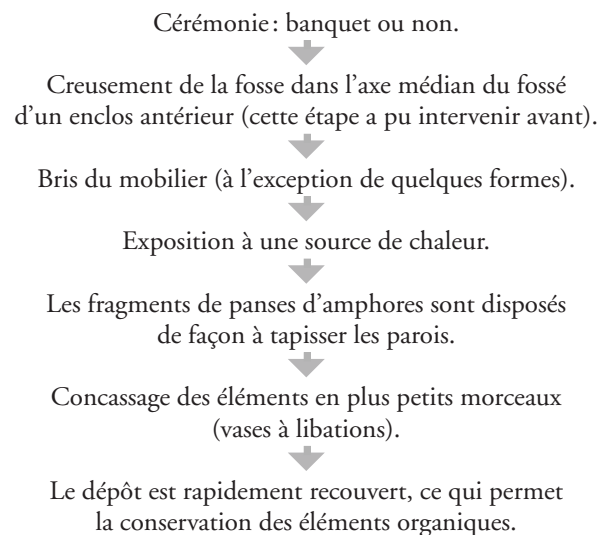 Cérémonie : banquet ou non.
Creusement de la fosse dans l’axe médian du fossé
d’un enclos antérieur (cette étape a pu intervenir avant).
Bris du mobilier (à l’exception de quelques formes).
Exposition à une source de chaleur.
Les fragments de panses d’amphores sont disposés
de façon à tapisser les parois.
Concassage des éléments en plus petits morceaux
(vases à libations).
Le dépôt est rapidement recouvert, ce qui permet
la conservation des éléments organiques.